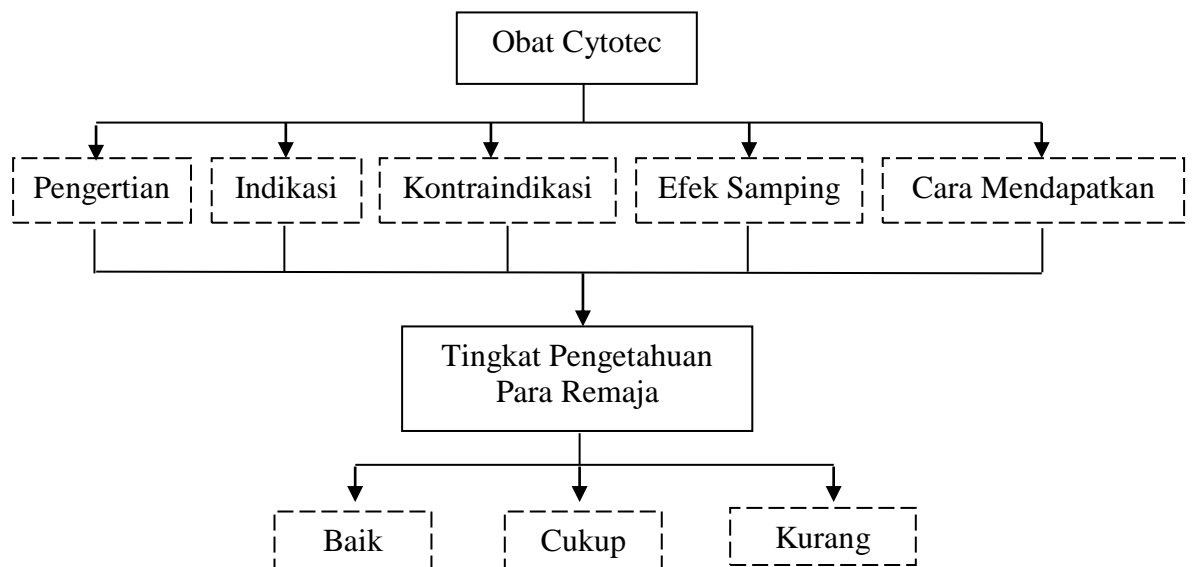 Obat Cytotec
Pengertian
Indikasi
Kontraindikasi
Efek Samping
Cara Mendapatkan
Tingkat Pengetahuan
Para Remaja
Baik
Cukup
Kurang